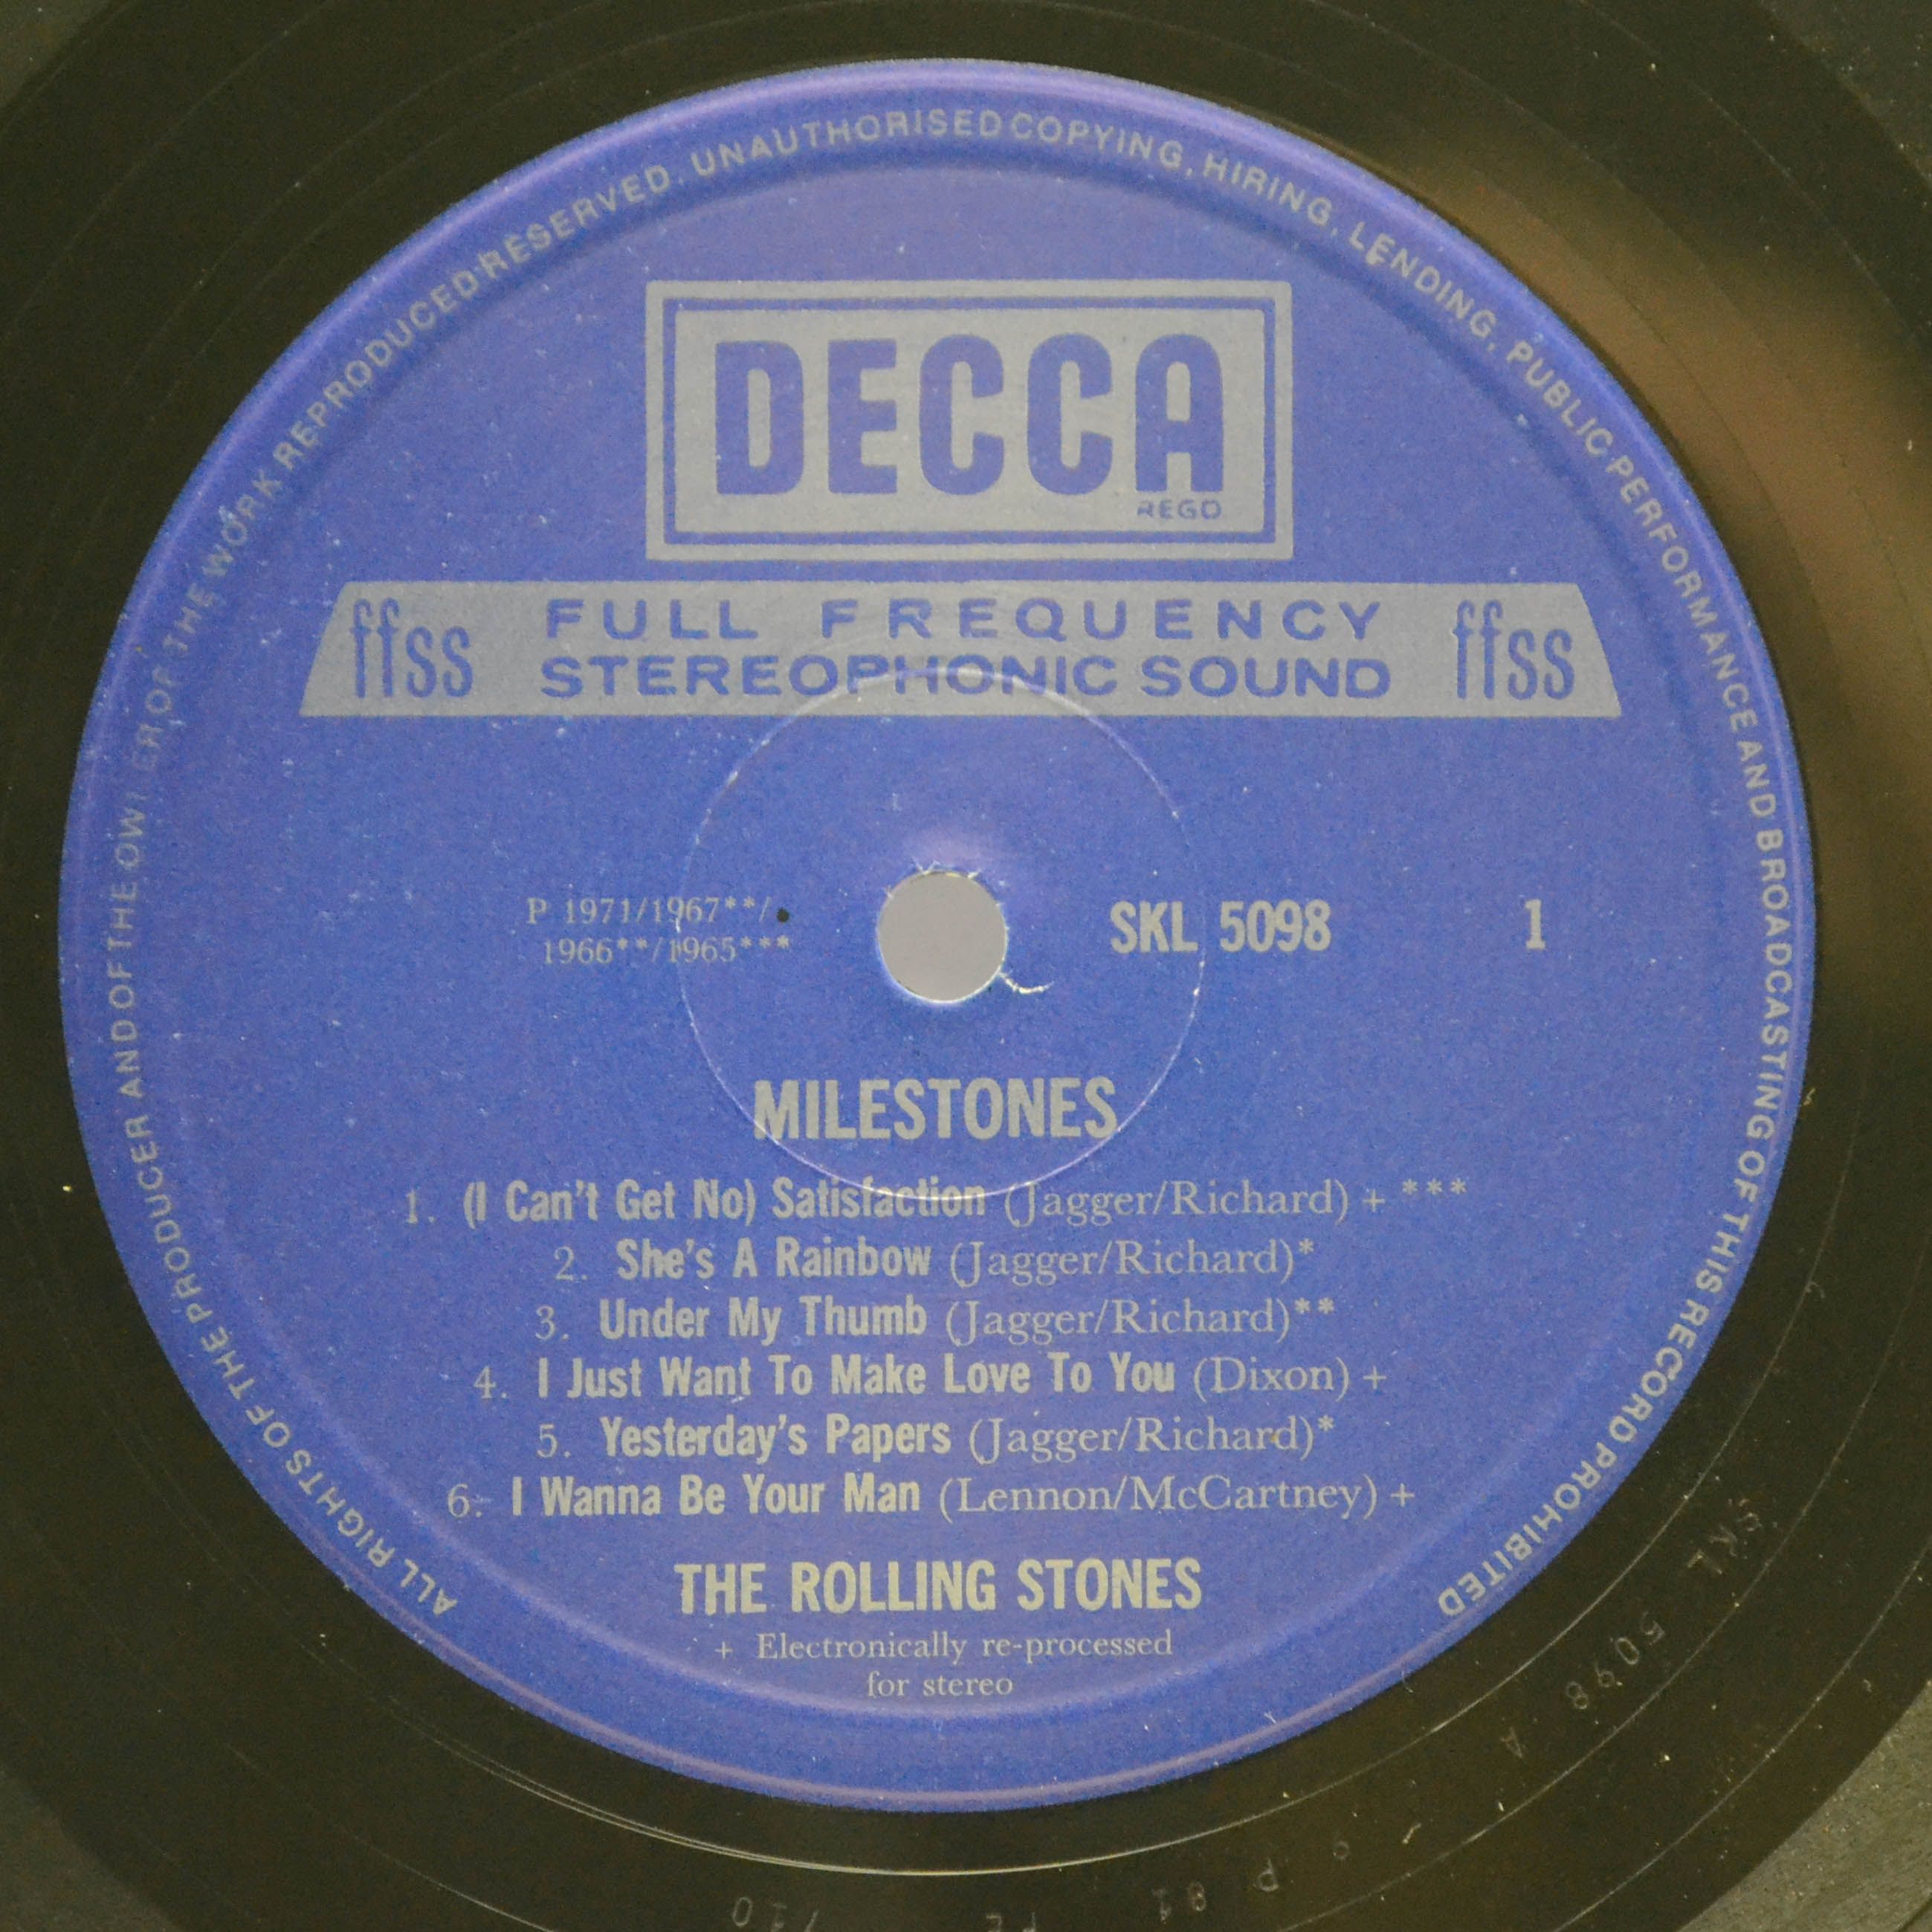 ALL RIGHTS OF THE PRODUCER AND OF THE OWNER OF THE WORK REPRODUCED RESERVED. UNAUTHORISED COPYING, HIRING, LENDING, PUBLIC PERFORMANCE AND BROADCASTING OF THIS RECORD PROHIBITED
DECCA
REGD
ffss FULL FREQUENCY ffss
STEREOPHONIC SOUND
P 1971/1967**/
1966**/1965***
SKL 5098 1
MILESTONES
1. (I Can't Get No) Satisfaction (Jagger/Richard) + ***
2. She's A Rainbow (Jagger/Richard)*
3. Under My Thumb (Jagger/Richard)**
4. I Just Want To Make Love To You (Dixon) +
5. Yesterday's Papers (Jagger/Richard)*
6. I Wanna Be Your Man (Lennon/McCartney) +
THE ROLLING STONES
+ Electronically re-processed
for stereo
SKL 5098 A